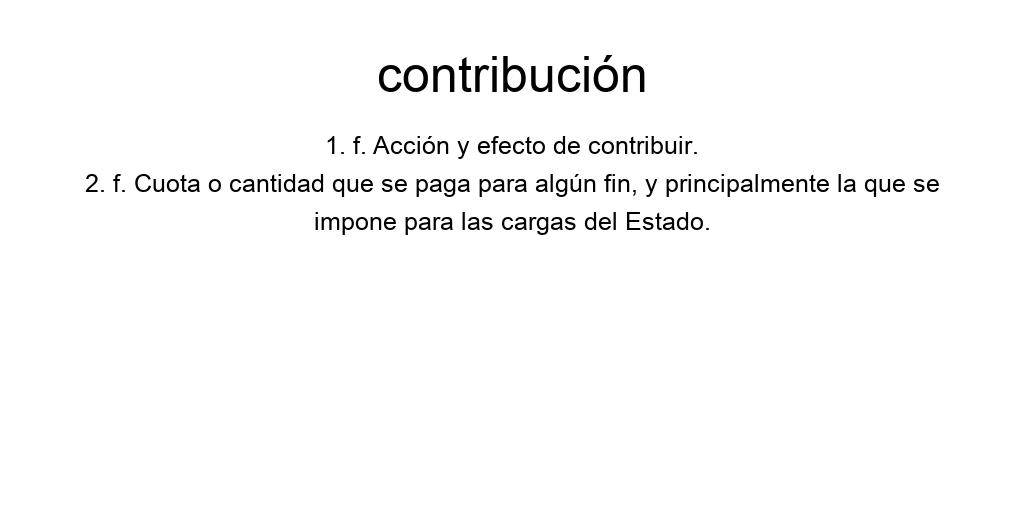 contribución
1. f. Acción y efecto de contribuir.
2. f. Cuota o cantidad que se paga para algún fin, y principalmente la que se
impone para las cargas del Estado.